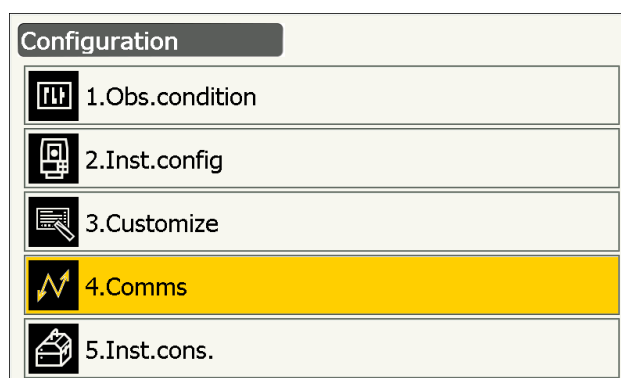 Configuration
1.Obs.condition
2.Inst.config
3.Customize
4.Comms
5.Inst.cons.